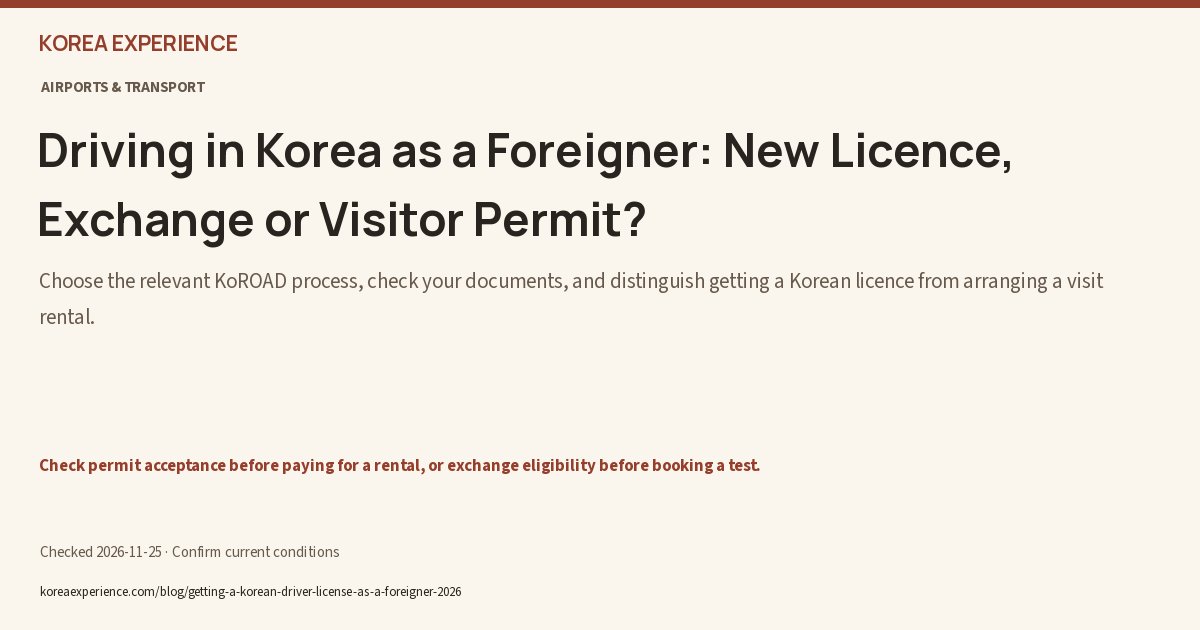 KOREA EXPERIENCE
AIRPORTS & TRANSPORT
Driving in Korea as a Foreigner: New Licence,
Exchange or Visitor Permit?
Choose the relevant KoROAD process, check your documents, and distinguish getting a Korean licence from arranging a visit
rental.
Check permit acceptance before paying for a rental, or exchange eligibility before booking a test.
Checked 2026-11-25 · Confirm current conditions
koreaexperience.com/blog/getting-a-korean-driver-license-as-a-foreigner-2026